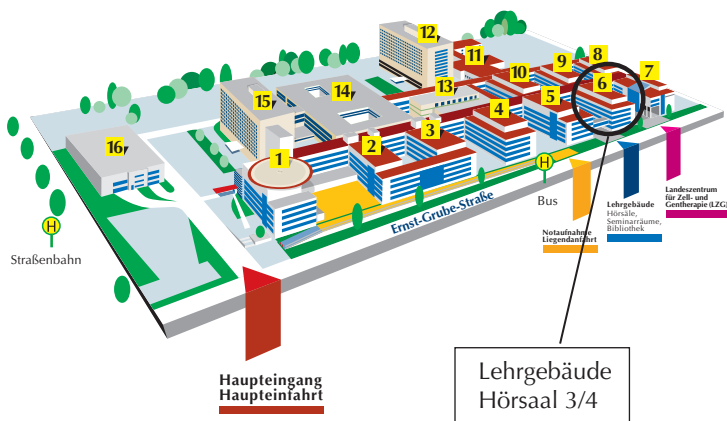 12
11
8
9
7
10
6
13
15
14
5
4
3
16
2
1
H
Bus
H
Straßenbahn
Ernst-Grube-Straße
Notaufnahme
Liegendanfahrt
Lehrgebäude
Hörsäle,
Seminarräume,
Bibliothek
Landeszentrum
für Zell- und
Gentherapie (LZG)
Haupteingang
Haupteinfahrt
Lehrgebäude
Hörsaal 3/4